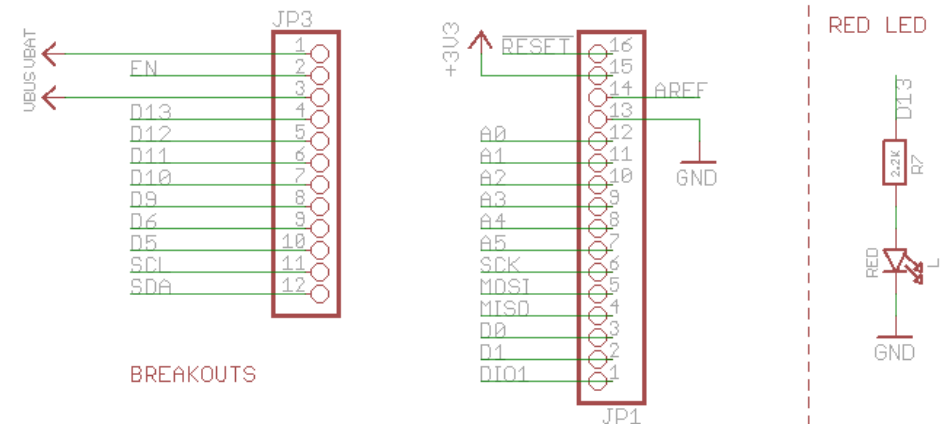 JP3
VBAT
1
EN
2
VBUS
3
D13
4
D12
5
D11
6
D10
7
D9
8
D6
9
D5
10
SCL
11
SDA
12
BREAKOUTS
+3V3
RESET
16
15
14
AREF
13
GND
A0
12
A1
11
A2
10
A3
9
A4
8
A5
7
SCK
6
MOSI
5
MISO
4
D0
3
D1
2
DIO1
1
JP1
RED LED
D13
2.2K
R7
RED
L
GND